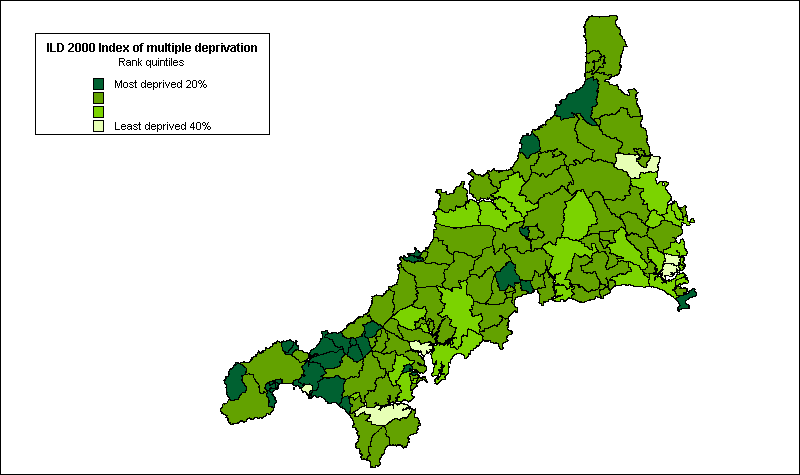 ILD 2000 Index of multiple deprivation
Rank quintiles
Most deprived 20%
Least deprived 40%